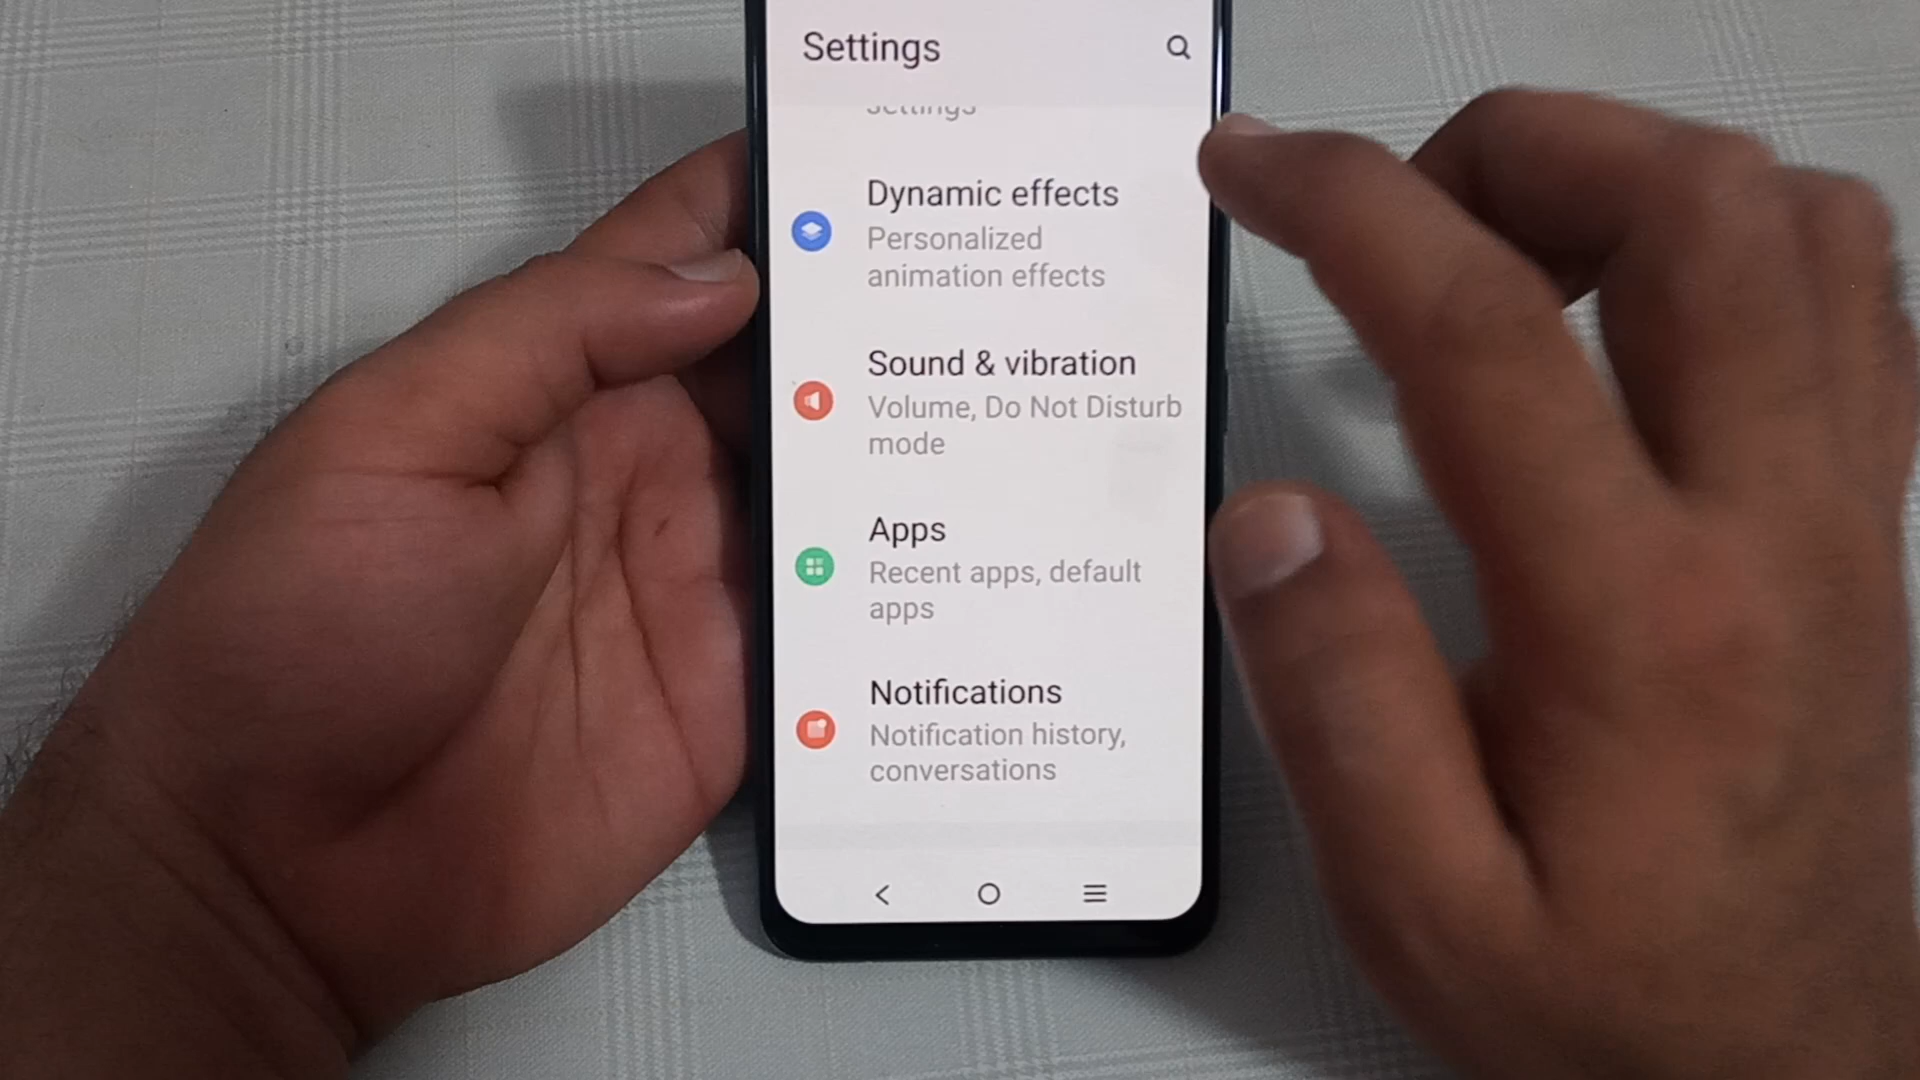 Settings
settings
Dynamic effects
Personalized
animation effects
Sound & vibration
Volume, Do Not Disturb
mode
Apps
Recent apps, default
apps
Notifications
Notification history,
conversations